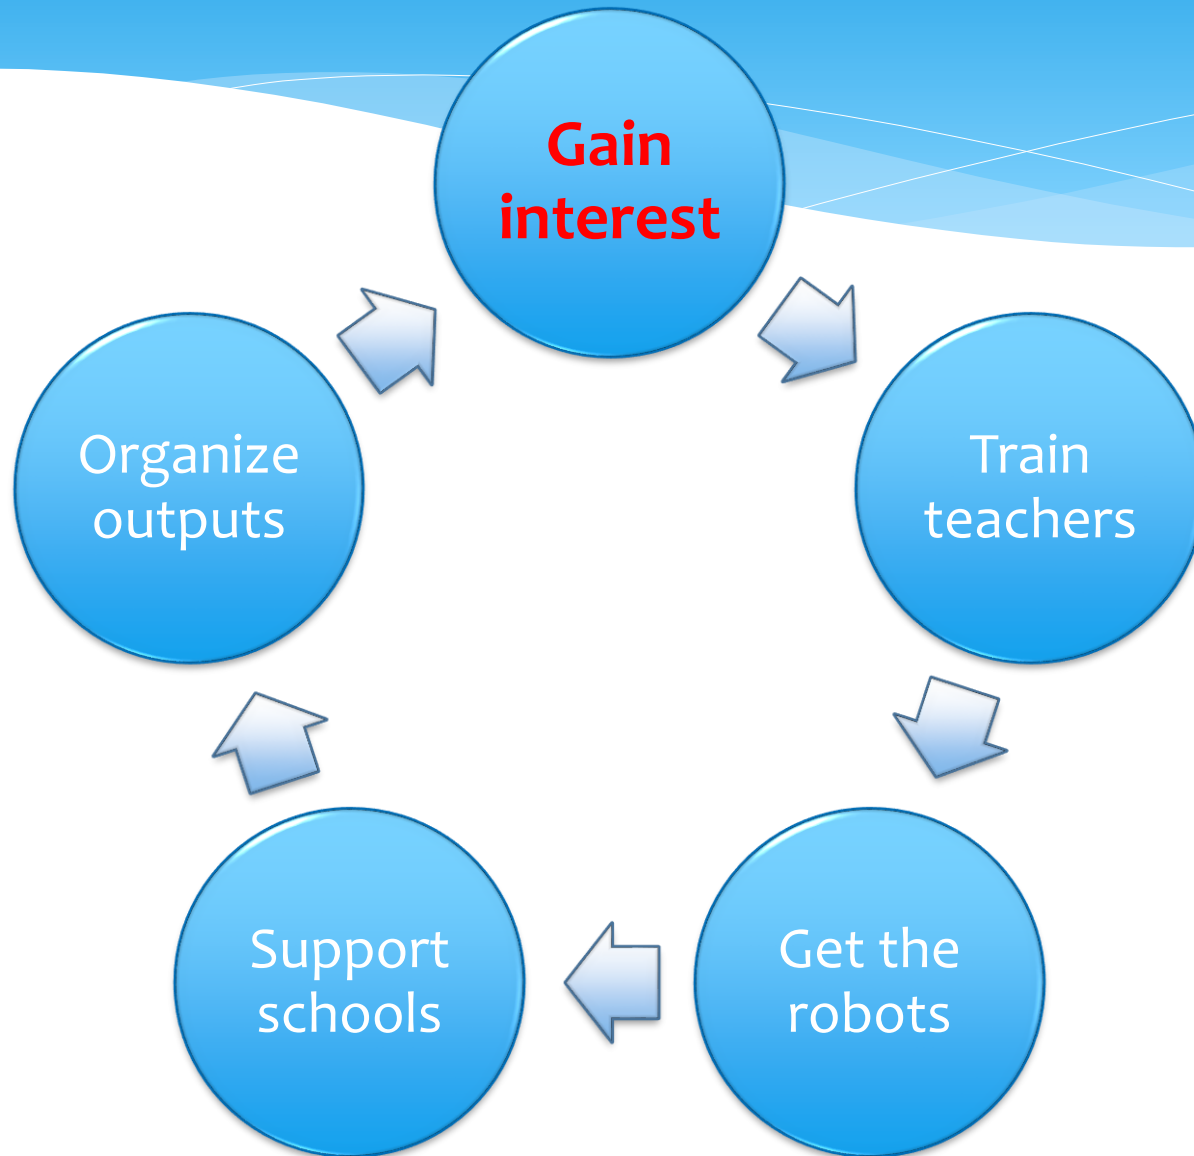 Gain
interest
Train
teachers
Get the
robots
Support
schools
Organize
outputs